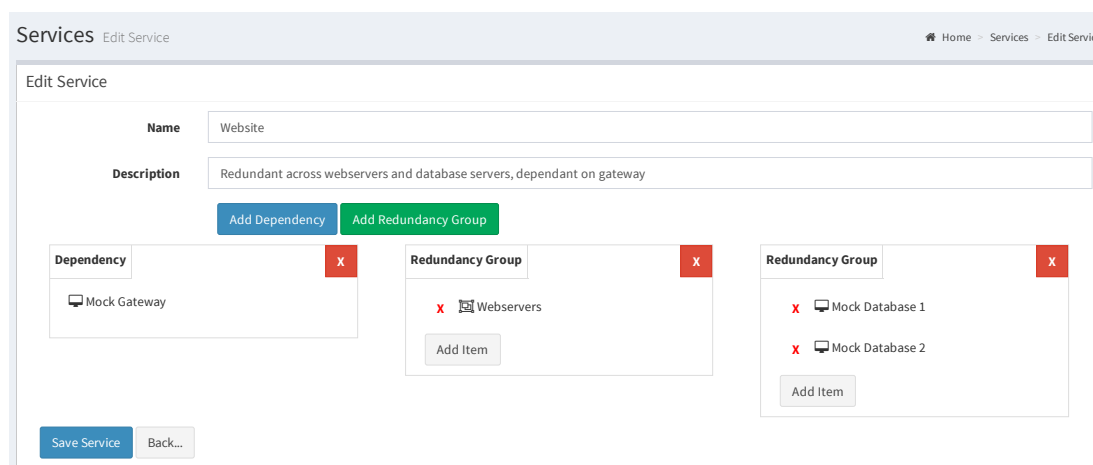 Services Edit Service
Home > Services > Edit Servic
Edit Service
Name Website
Description Redundant across webservers and database servers, dependant on gateway
Add Dependency Add Redundancy Group
Dependency X Redundancy Group X Redundancy Group X
Mock Gateway
X Webservers
Add Item
X Mock Database 1
X Mock Database 2
Add Item
Save Service Back...